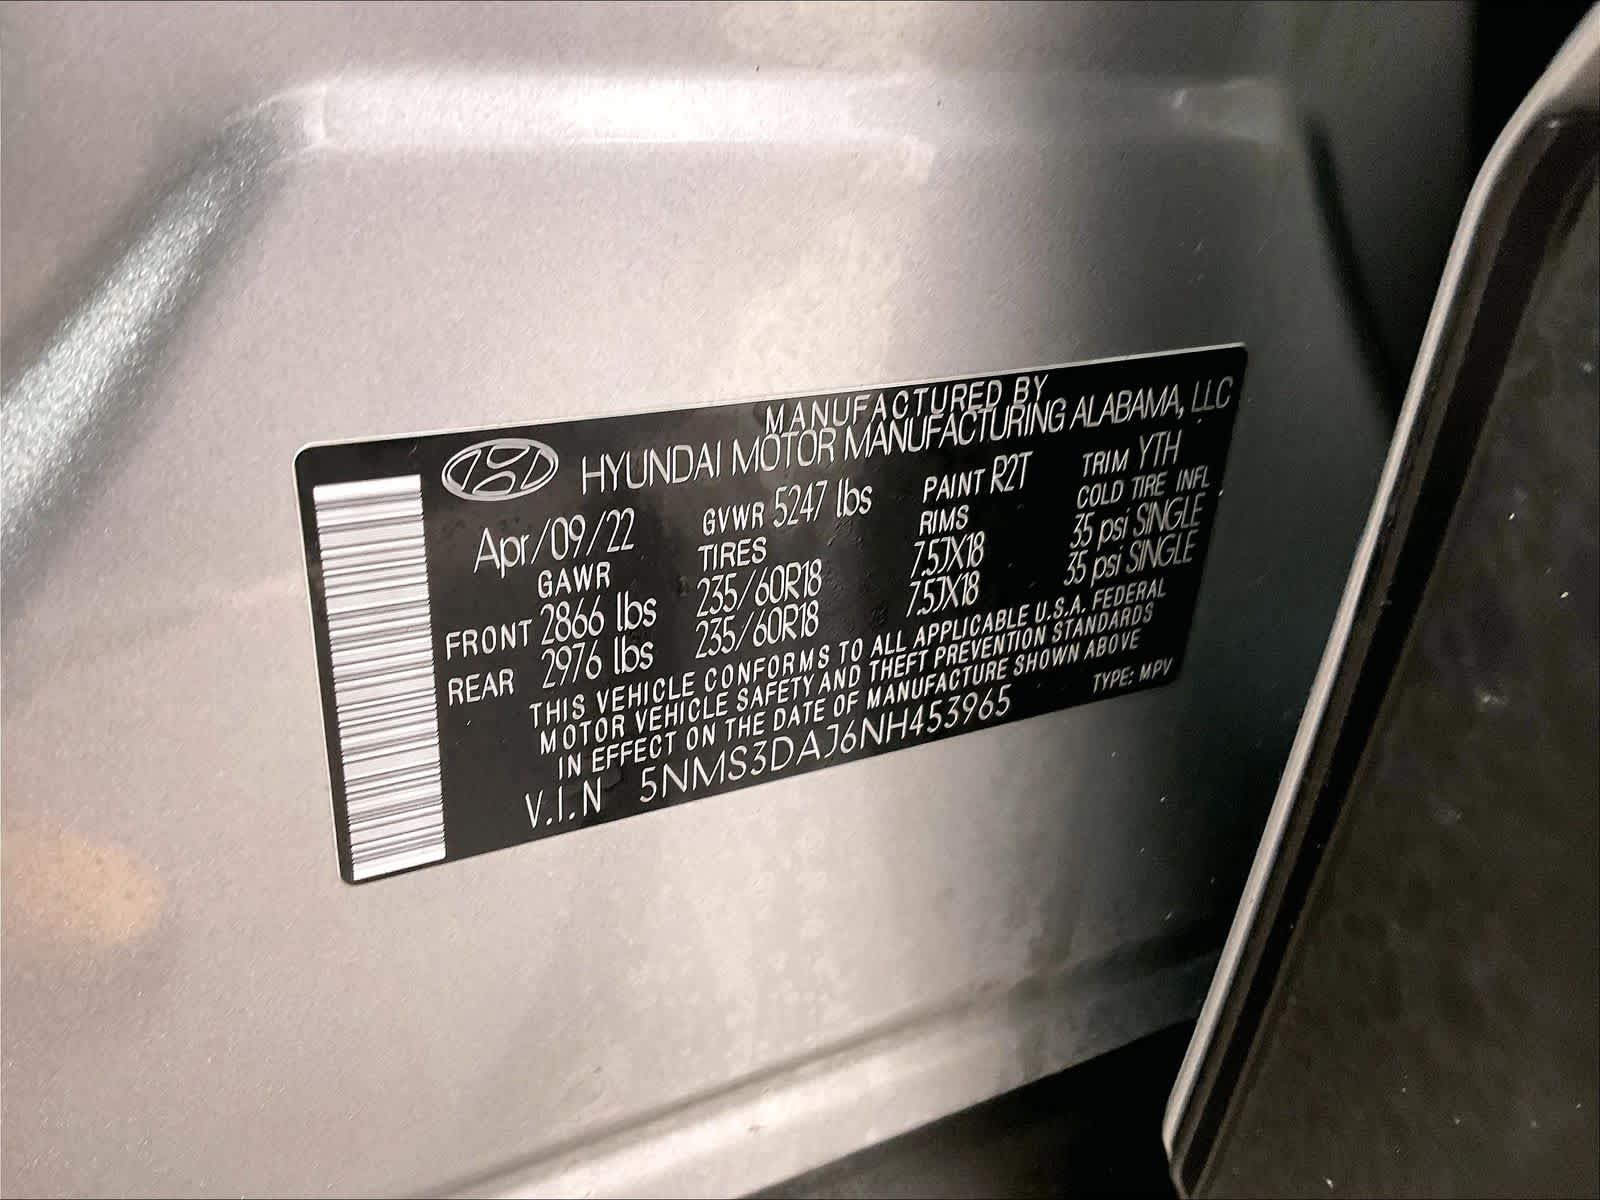 MANUFACTURED BY
HYUNDAI MOTOR MANUFACTURING ALABAMA, LLC
Apr/09/22 GVWR 5247 lbs PAINT R2T TRIM YTH
GAWR TIRES RIMS COLD TIRE INFL
FRONT 2866 lbs 235/60R18 7.5JX18 35 psi SINGLE
REAR 2976 lbs 235/60R18 7.5JX18 35 psi SINGLE
THIS VEHICLE CONFORMS TO ALL APPLICABLE U.S.A. FEDERAL
MOTOR VEHICLE SAFETY AND THEFT PREVENTION STANDARDS
IN EFFECT ON THE DATE OF MANUFACTURE SHOWN ABOVE
V.I.N 5NMS3DAJ6NH453965 TYPE: MPV